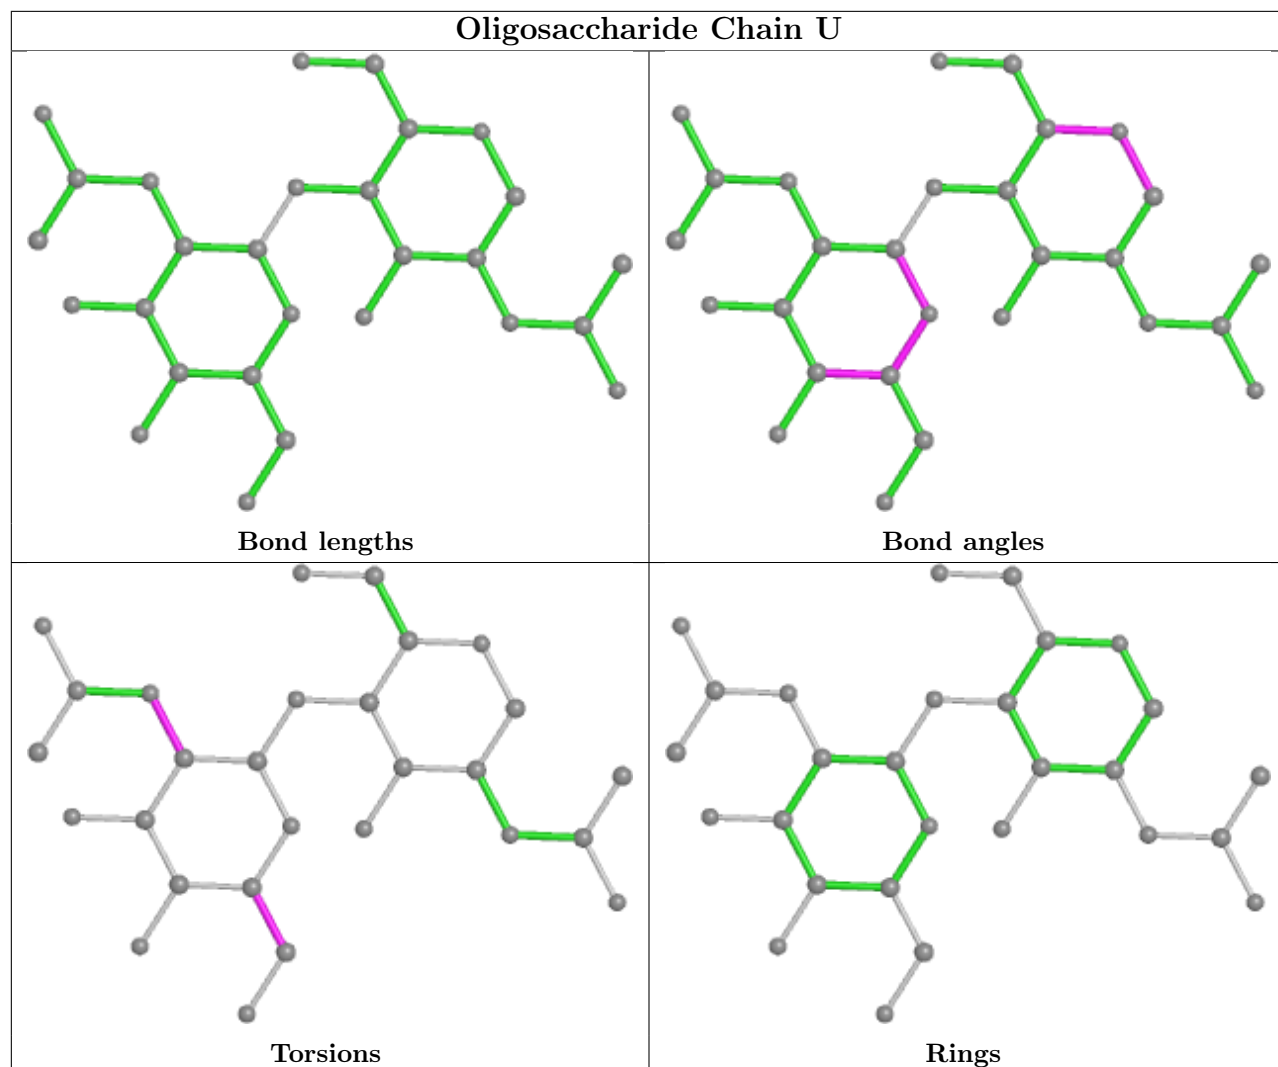 Oligosaccharide Chain U
Bond lengths
Bond angles
Torsions
Rings